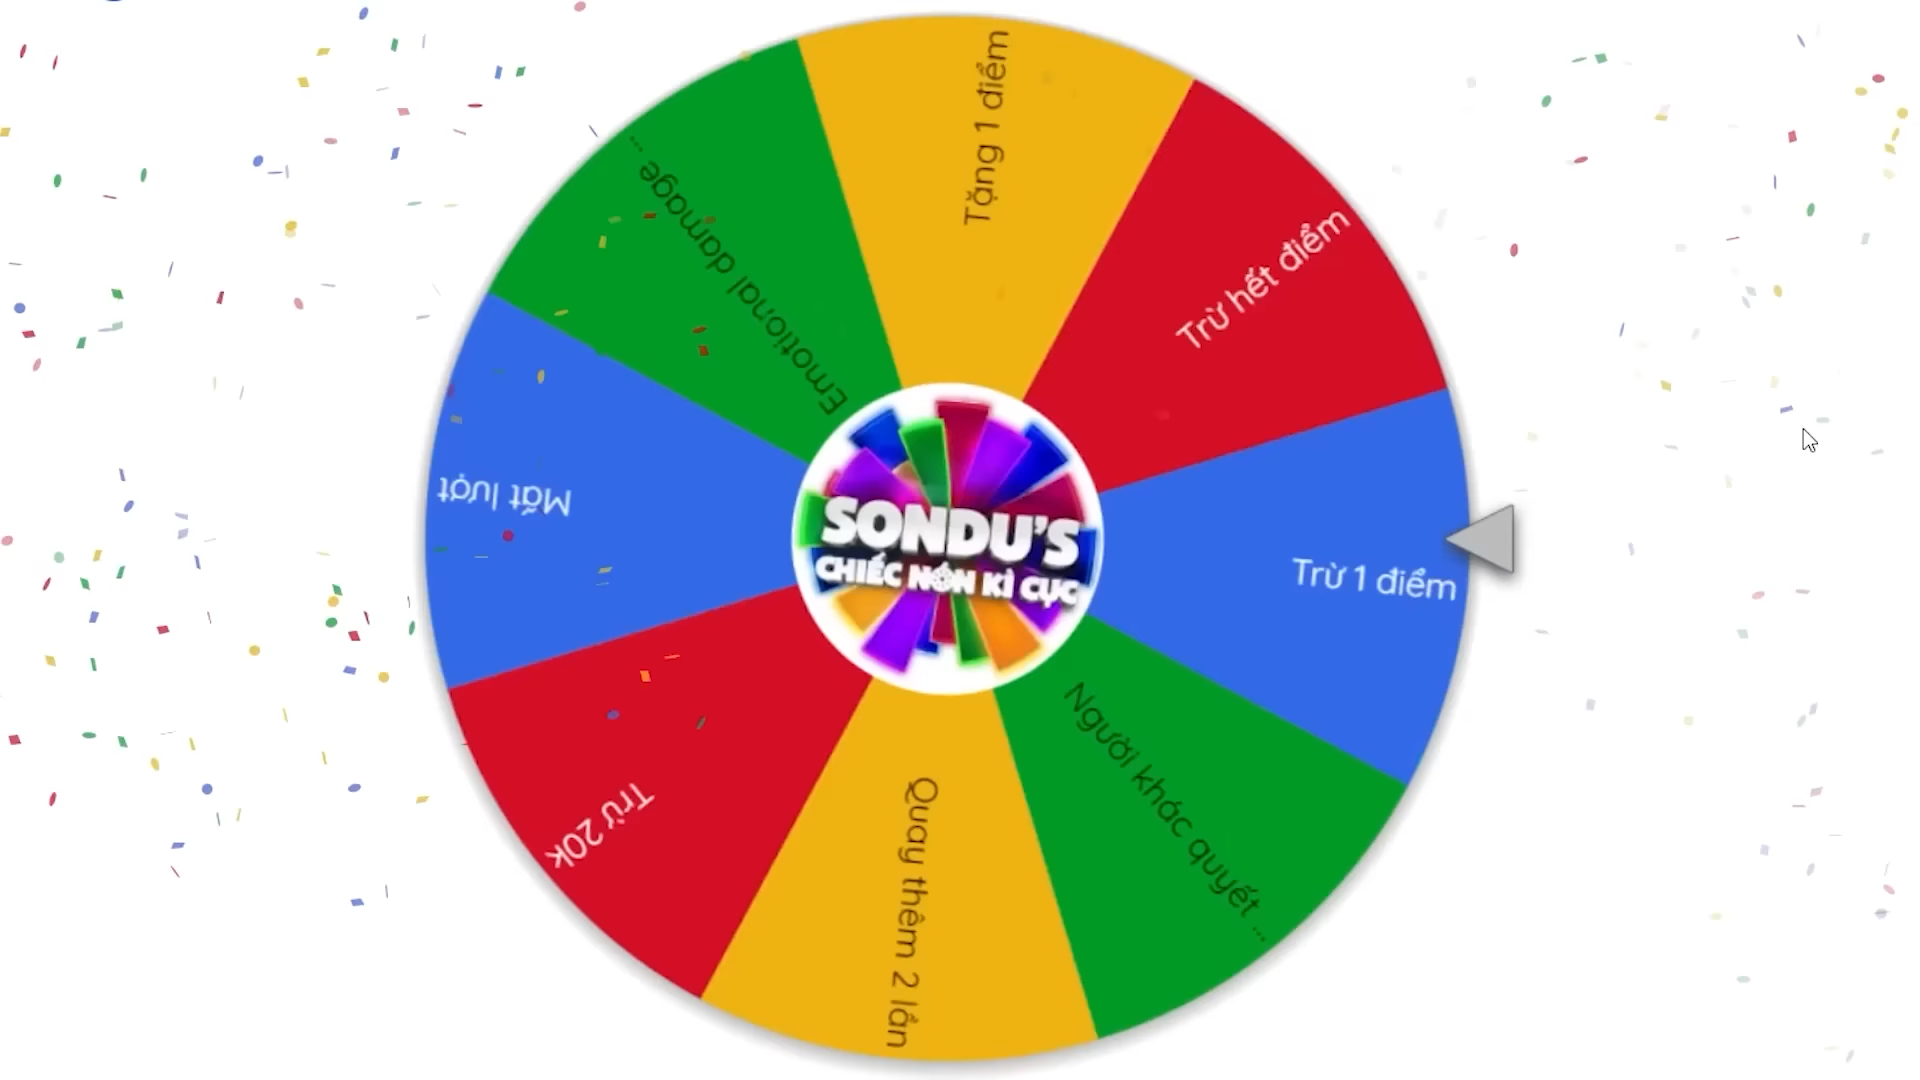 Tặng 1 điểm
Trừ hết điểm
Emotional damage ...
Mất lượt
SONDU'S
CHIẾC NÓN KÌ CỤC
Trừ 1 điểm
Người khác quyết ...
Trừ 20k
Quay thêm 2 lần